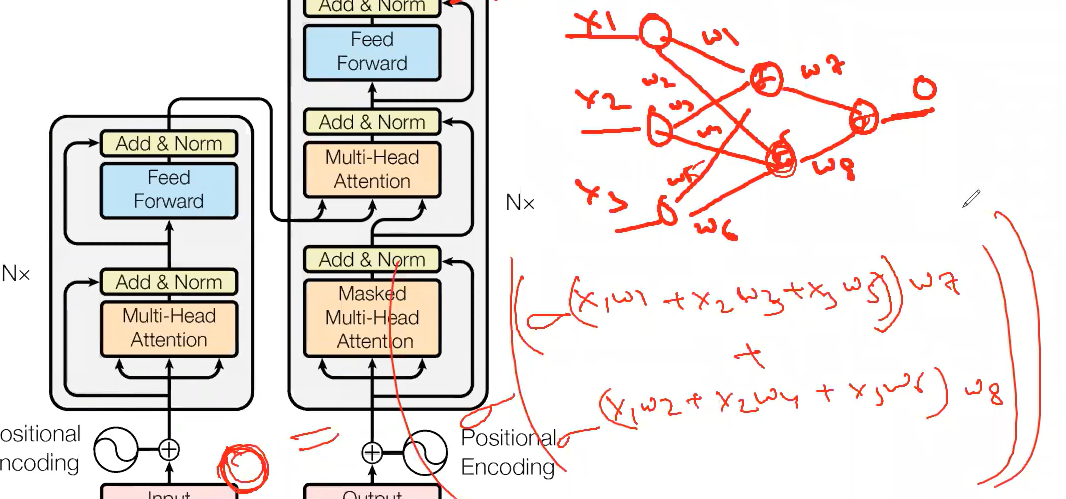 Add & Norm
Feed
Forward
Add & Norm
Multi-Head
Attention
Nx
Add & Norm
Masked
Multi-Head
Attention
Add & Norm
Feed
Forward
Nx
Add & Norm
Multi-Head
Attention
ositional
ncoding
Positional
Encoding
Input
Output
x1
w1
w2
w7
x2
w3
O
w5
w8
x3
w6
σ(x₁w1 + x₂w3 + x₃w5) w7
+
σ(x₁w2 + x₂w4 + x₃w6) w8
σ
O =